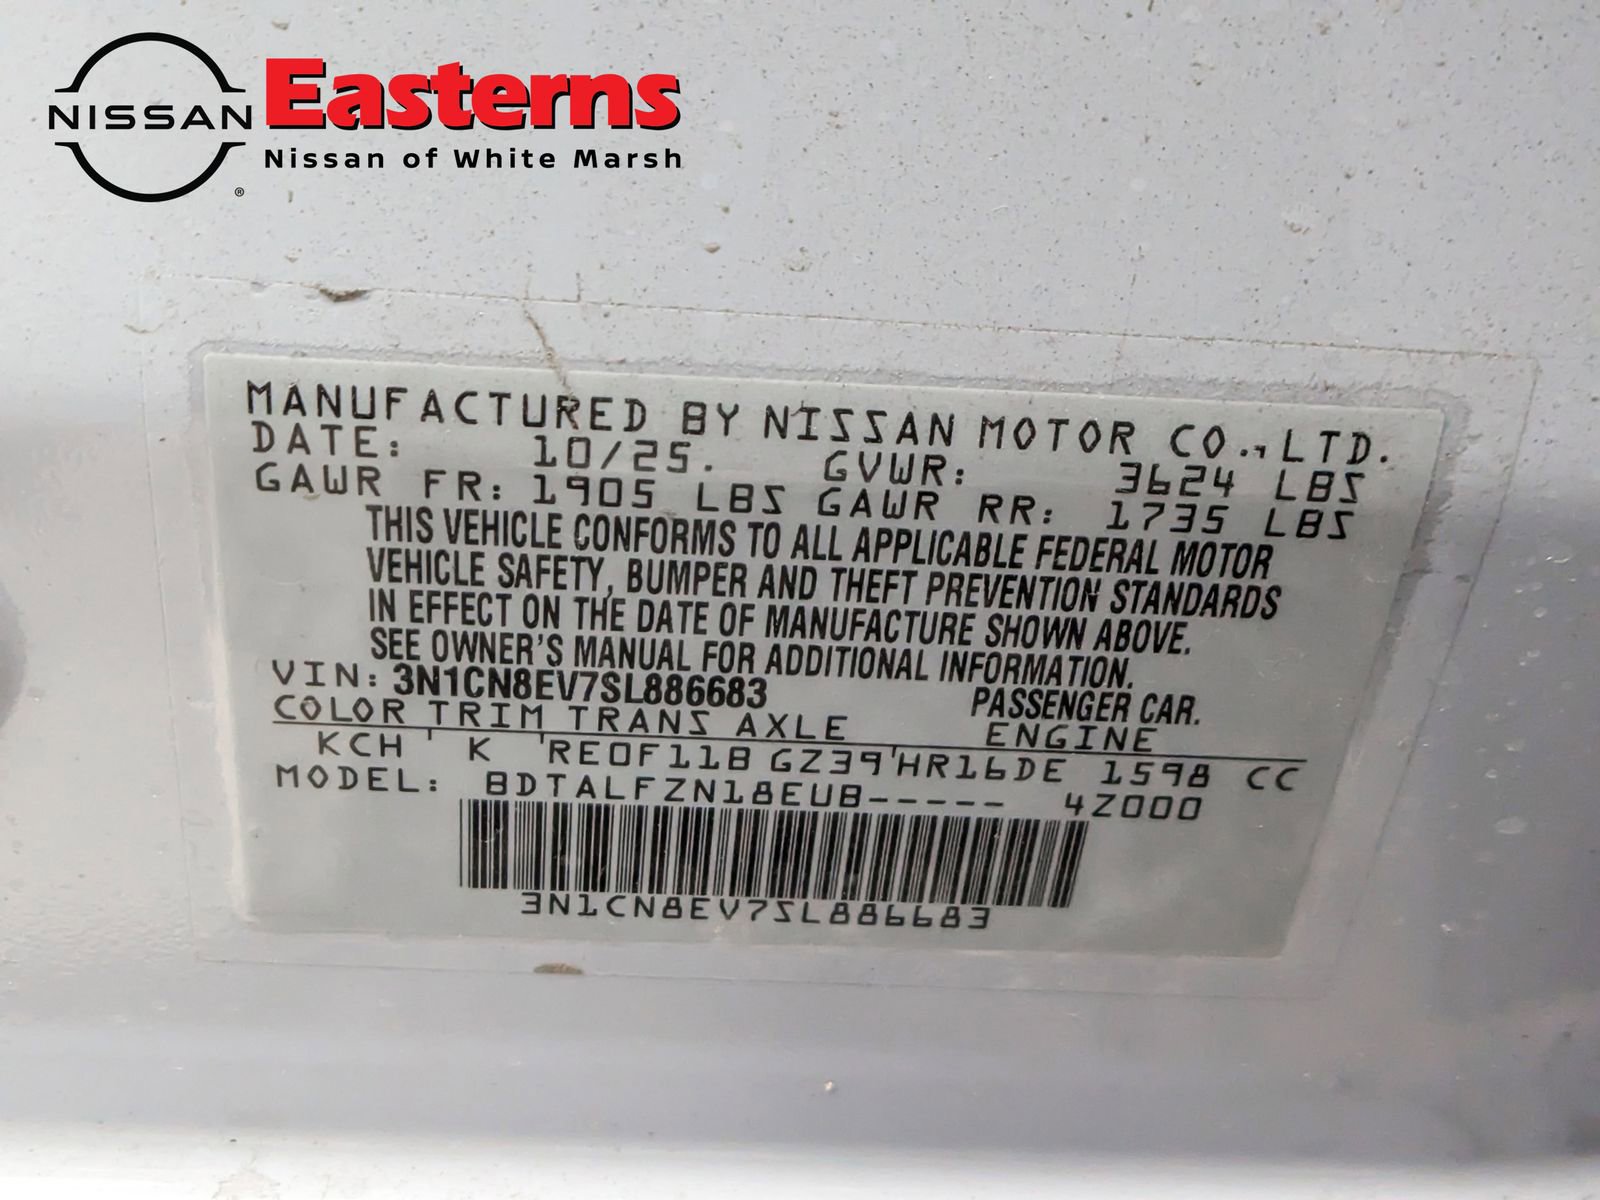 NISSAN
®
Easterns
Nissan of White Marsh
MANUFACTURED BY NISSAN MOTOR CO.,LTD.
DATE: 10/25. GVWR: 3624 LBS
GAWR FR: 1905 LBS GAWR RR: 1735 LBS
THIS VEHICLE CONFORMS TO ALL APPLICABLE FEDERAL MOTOR
VEHICLE SAFETY, BUMPER AND THEFT PREVENTION STANDARDS
IN EFFECT ON THE DATE OF MANUFACTURE SHOWN ABOVE.
SEE OWNER'S MANUAL FOR ADDITIONAL INFORMATION.
VIN: 3N1CN8EV7SL886683 PASSENGER CAR.
COLOR TRIM TRANS AXLE ENGINE
KCH ' K 'RE0F11B GZ39'HR16DE 1598 CC
MODEL: BDTALFZN18EUB----- 4Z000
3N1CN8EV7SL886683